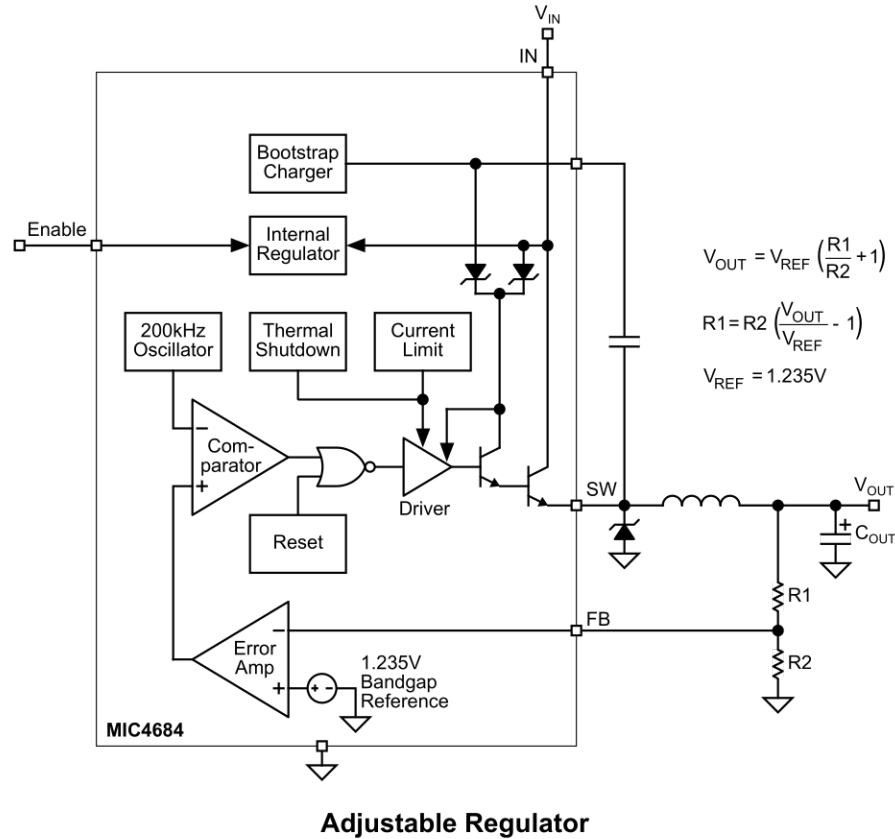 V_IN
IN
Bootstrap
Charger
Enable
Internal
Regulator
V_OUT = V_REF (R1/R2 + 1)
R1 = R2 (V_OUT/V_REF - 1)
V_REF = 1.235V
200kHz
Oscillator
Thermal
Shutdown
Current
Limit
−
Com-
parator
+
Driver
Reset
SW
V_OUT
+
C_OUT
R1
FB
R2
−
Error
Amp
+
+ −
1.235V
Bandgap
Reference
MIC4684
Adjustable Regulator